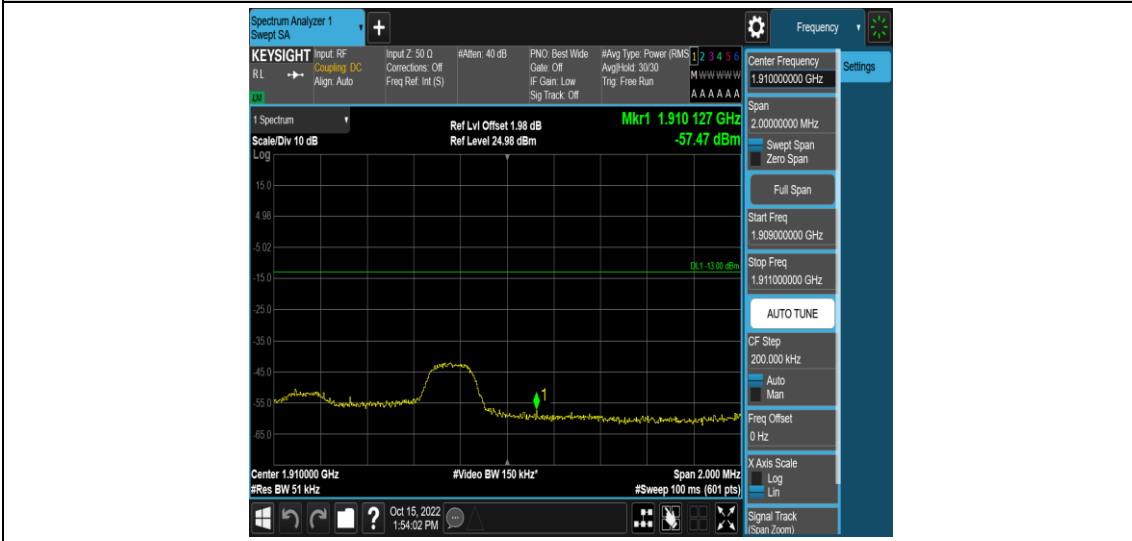 Spectrum Analyzer 1
Swept SA
+
Frequency
KEYSIGHT
Input: RF
Input Z: 50 Ω
#Atten: 40 dB
PNO: Best Wide
#Avg Type: Power (RMS
1 2 3 4 5 6
RL
Coupling: DC
Corrections: Off
Gate: Off
Avg|Hold: 30/30
M W W W W W
Align: Auto
Freq Ref: Int (S)
IF Gain: Low
Trig: Free Run
Sig Track: Off
A A A A A A
1 Spectrum
Ref Lvl Offset 1.98 dB
Mkr1 1.910 127 GHz
Scale/Div 10 dB
Ref Level 24.98 dBm
-57.47 dBm
Log
15.0
4.98
-5.02
DL1 -13.00 dBm
-15.0
-25.0
-35.0
-45.0
-55.0
1
-65.0
Center 1.910000 GHz
#Video BW 150 kHz*
Span 2.000 MHz
#Res BW 51 kHz
#Sweep 100 ms (601 pts)
?
Oct 15, 2022
1:54:02 PM
Center Frequency
1.910000000 GHz
Settings
Span
2.00000000 MHz
Swept Span
Zero Span
Full Span
Start Freq
1.909000000 GHz
Stop Freq
1.911000000 GHz
AUTO TUNE
CF Step
200.000 kHz
Auto
Man
Freq Offset
0 Hz
X Axis Scale
Log
Lin
Signal Track
(Span Zoom)